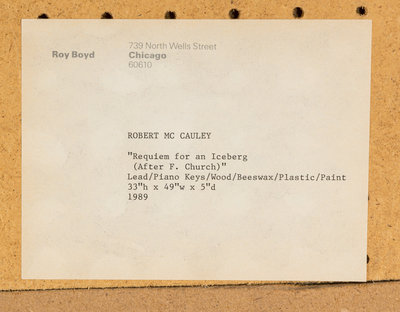 Roy Boyd
739 North Wells Street
Chicago
60610
ROBERT MC CAULEY
"Requiem for an Iceberg
(After F. Church)"
Lead/Piano Keys/Wood/Beeswax/Plastic/Paint
33"h x 49"w x 5"d
1989